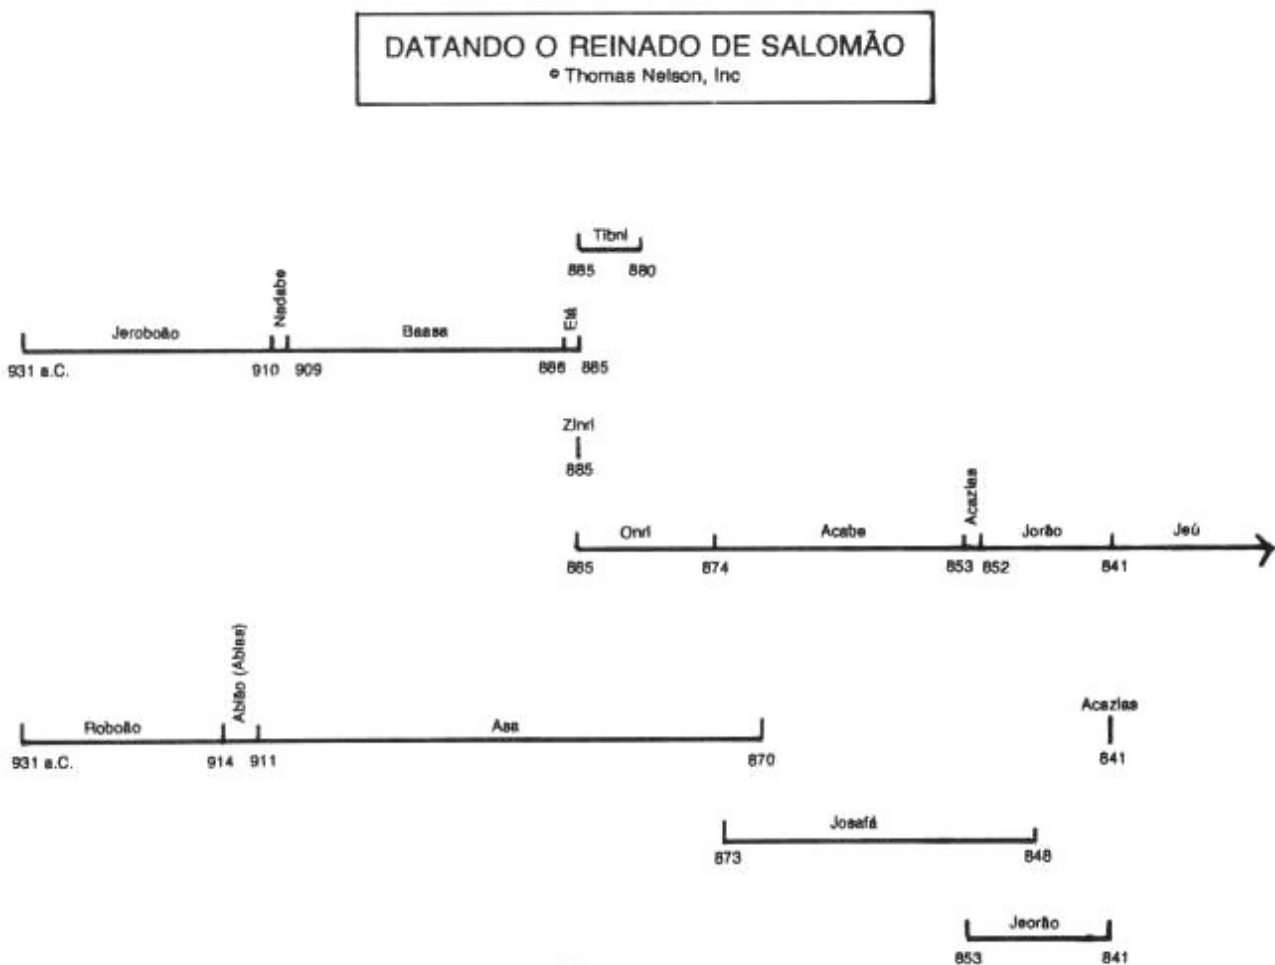 DATANDO O REINADO DE SALOMÃO
© Thomas Nelson, Inc
Tibni
885 880
Nadabe
Elá
Jeroboão Baasa
931 a.C. 910 909 886 885
Zinri
885
Acazias
Onri Acabe Jorão Jeú
885 874 853 852 841
Abião (Abias)
Roboão Asa Acazias
931 a.C. 914 911 870 841
Josafá
873 848
Jeorão
853 841